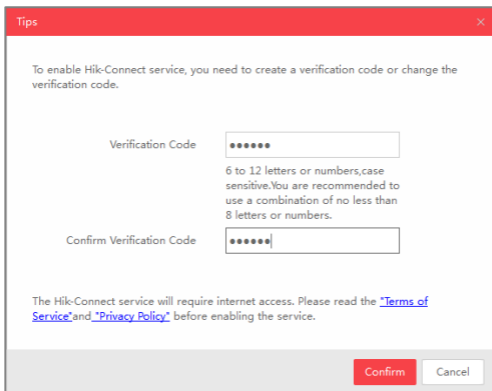 Tips
To enable Hik-Connect service, you need to create a verification code or change the
verification code.
Verification Code
●●●●●●
6 to 12 letters or numbers,case
sensitive.You are recommended to
use a combination of no less than
8 letters or numbers.
Confirm Verification Code
●●●●●●
The Hik-Connect service will require internet access. Please read the "Terms of
Service"and "Privacy Policy" before enabling the service.
Confirm
Cancel